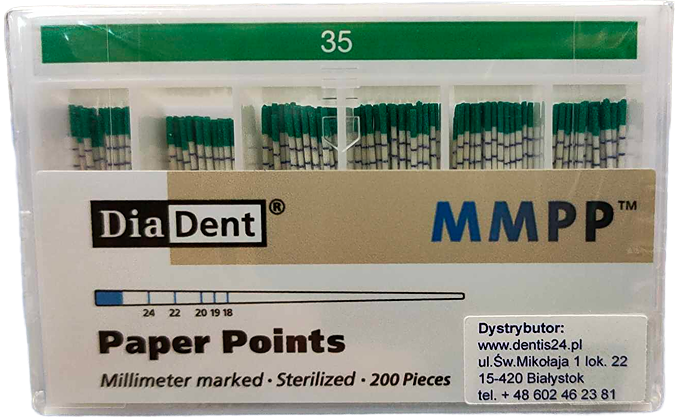 35
DiaDent®
MMPP™
24 22 20 19 18
Paper Points
Millimeter marked · Sterilized · 200 Pieces
Dystrybutor:
www.dentis24.pl
ul.Św.Mikołaja 1 lok. 22
15-420 Białystok
tel. + 48 602 46 23 81